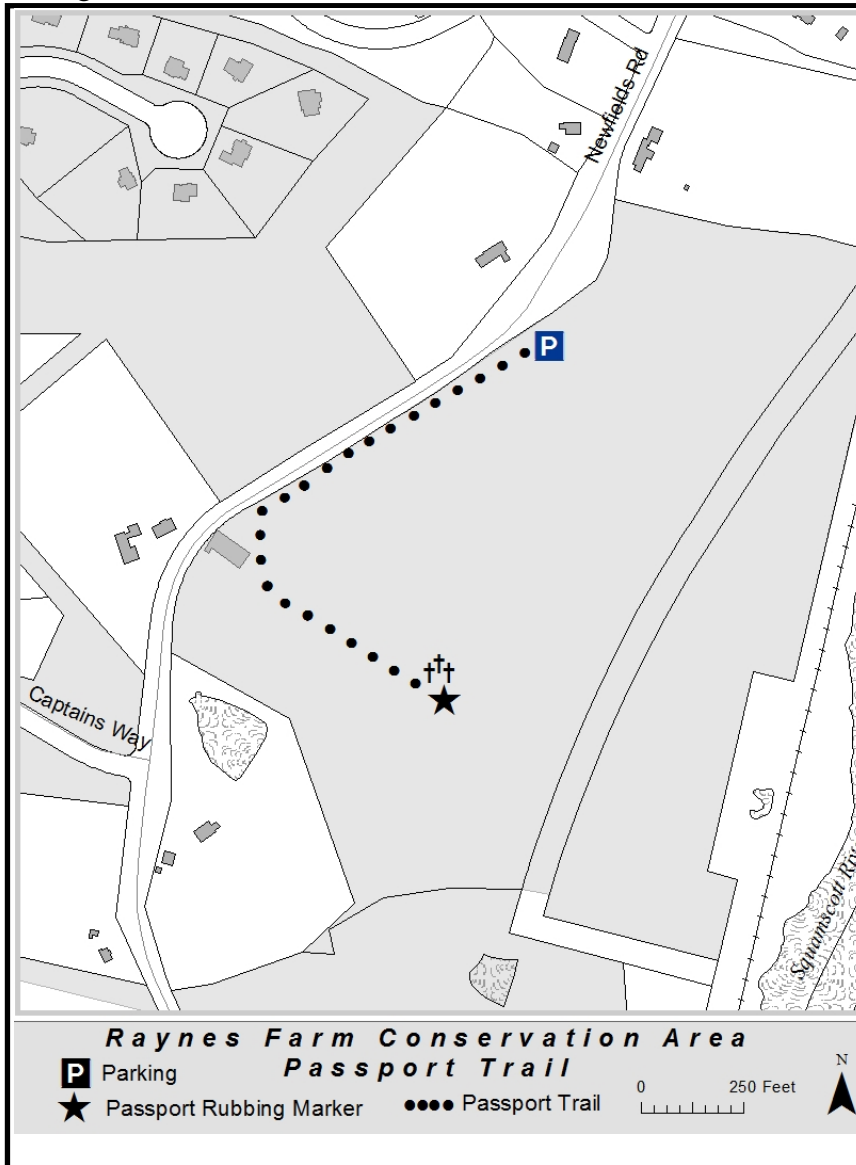 Newfields Rd
P
Captains Way
Squamscott Riv
Raynes Farm Conservation Area
Passport Trail
P Parking
Passport Rubbing Marker
Passport Trail
0 250 Feet
N